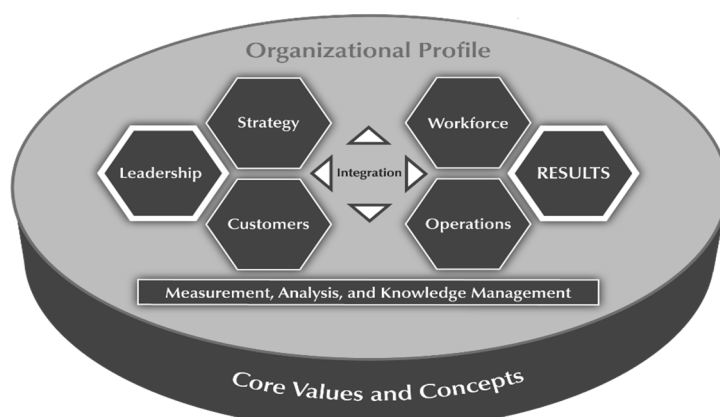 Organizational Profile
Strategy
Workforce
Leadership
Integration
RESULTS
Customers
Operations
Measurement, Analysis, and Knowledge Management
Core Values and Concepts